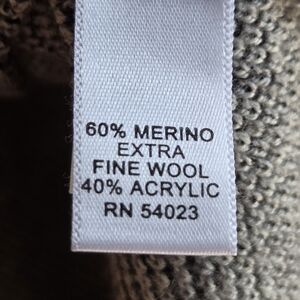 60% MERINO
EXTRA
FINE WOOL
40% ACRYLIC
RN 54023